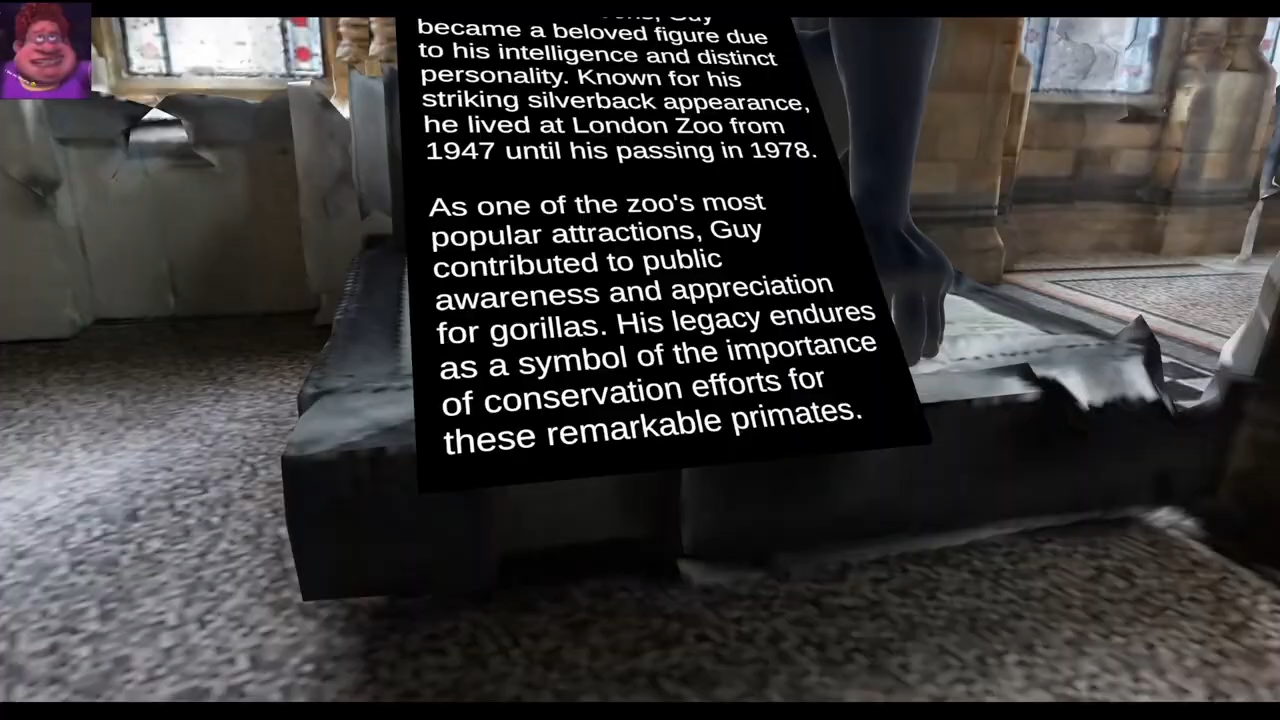 Guy
became a beloved figure due
to his intelligence and distinct
personality. Known for his
striking silverback appearance,
he lived at London Zoo from
1947 until his passing in 1978.
As one of the zoo's most
popular attractions, Guy
contributed to public
awareness and appreciation
for gorillas. His legacy endures
as a symbol of the importance
of conservation efforts for
these remarkable primates.